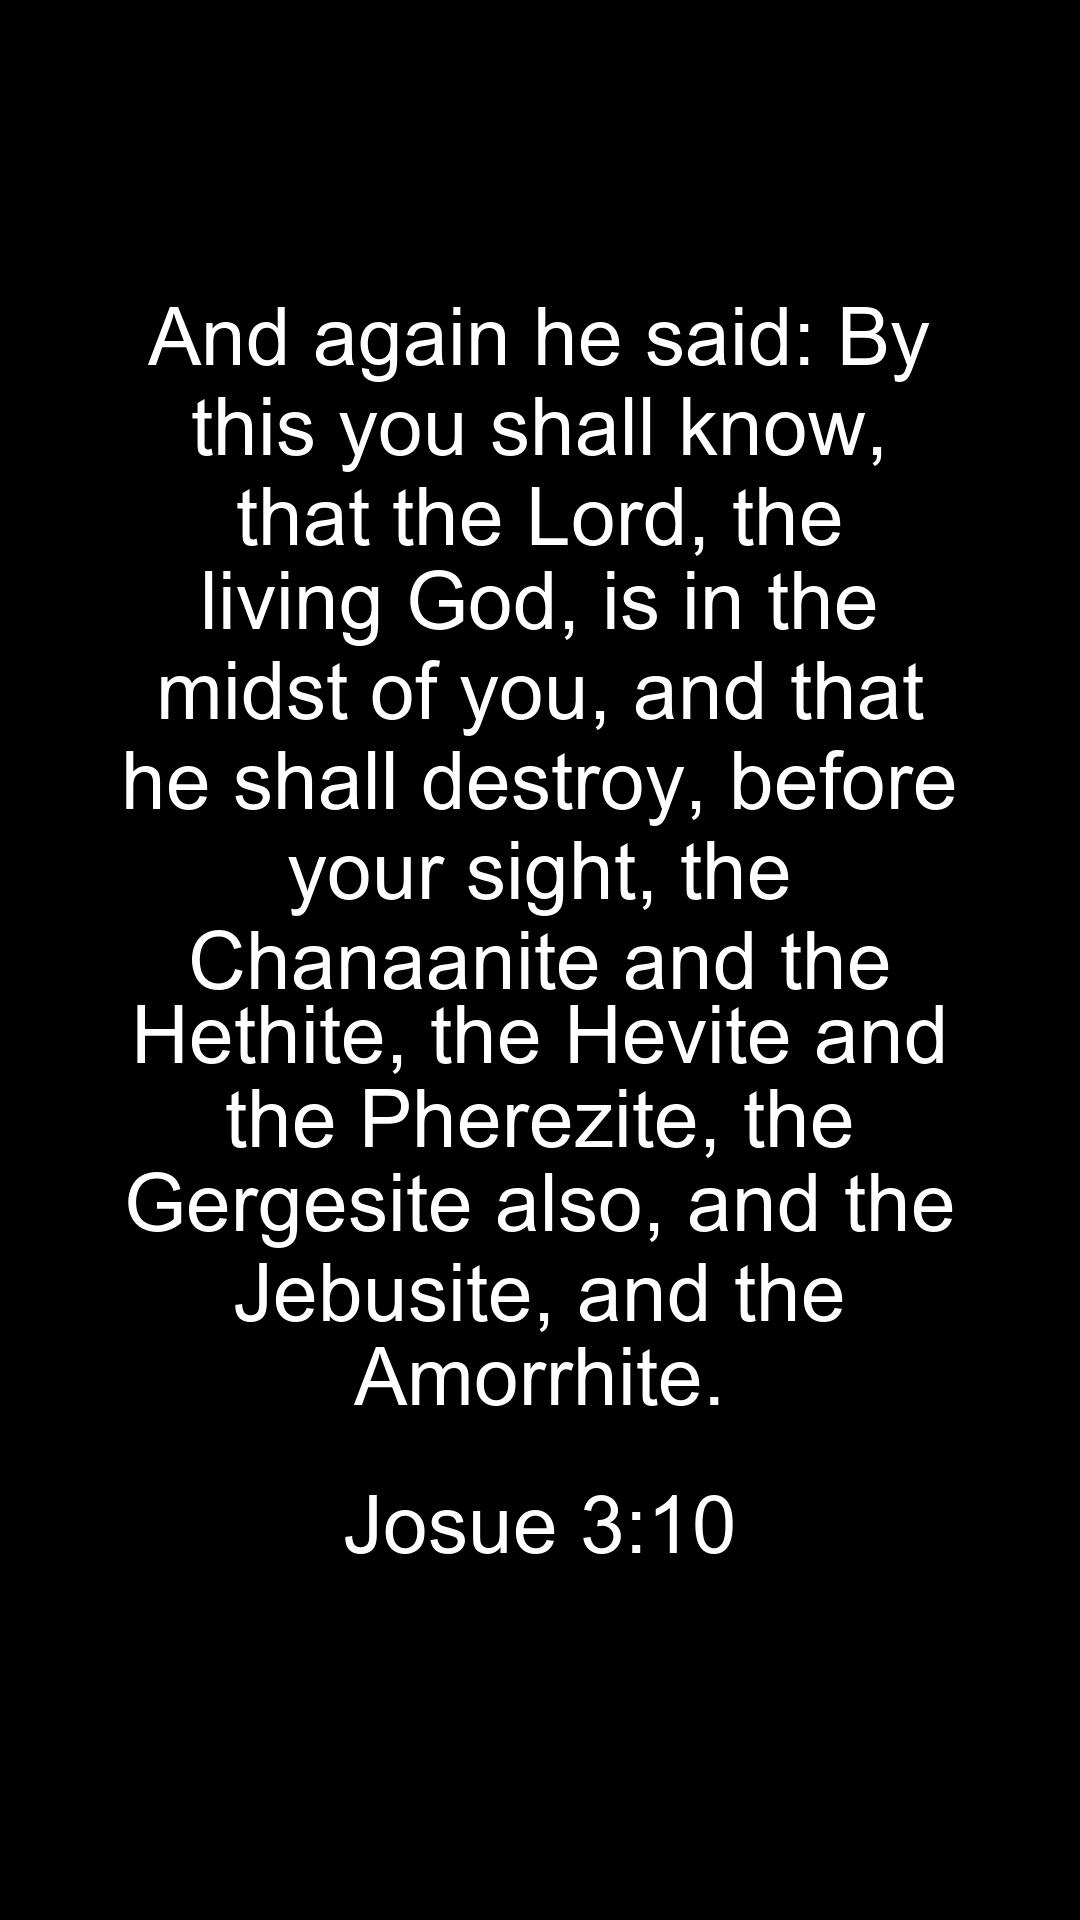 And again he said: By
this you shall know,
that the Lord, the
living God, is in the
midst of you, and that
he shall destroy, before
your sight, the
Chanaanite and the
Hethite, the Hevite and
the Pherezite, the
Gergesite also, and the
Jebusite, and the
Amorrhite.
Josue 3:10